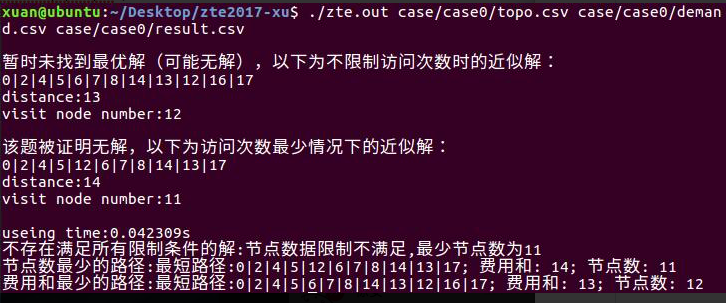 xuan@ubuntu:~/Desktop/zte2017-xu$ ./zte.out case/case0/topo.csv case/case0/deman
d.csv case/case0/result.csv
暂时未找到最优解（可能无解），以下为不限制访问次数时的近似解：
0|2|4|5|6|7|8|14|13|12|16|17
distance:13
visit node number:12
该题被证明无解，以下为访问次数最少情况下的近似解：
0|2|4|5|12|6|7|8|14|13|17
distance:14
visit node number:11
useing time:0.042309s
不存在满足所有限制条件的解:节点数据限制不满足,最少节点数为11
节点数最少的路径:最短路径:0|2|4|5|12|6|7|8|14|13|17; 费用和: 14; 节点数: 11
费用和最少的路径:最短路径:0|2|4|5|6|7|8|14|13|12|16|17; 费用和: 13; 节点数: 12